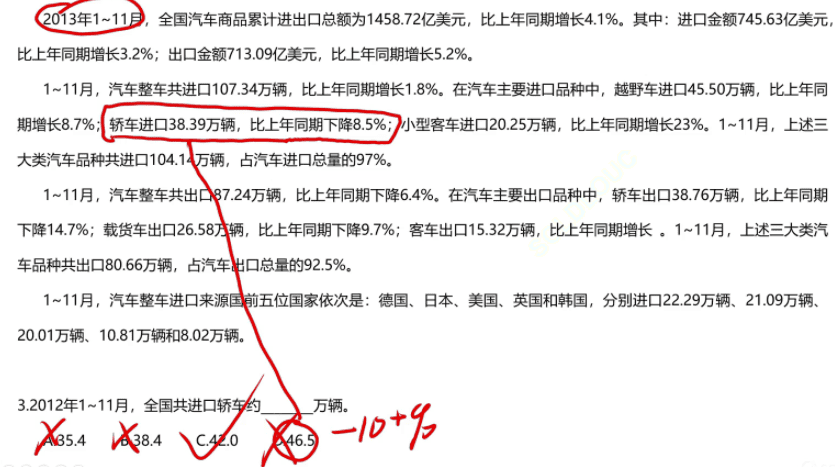 2013年1~11月，全国汽车商品累计进出口总额为1458.72亿美元，比上年同期增长4.1%。其中：进口金额745.63亿美元，
比上年同期增长3.2%；出口金额713.09亿美元，比上年同期增长5.2%。
1~11月，汽车整车共进口107.34万辆，比上年同期增长1.8%。在汽车主要进口品种中，越野车进口45.50万辆，比上年同
期增长8.7%；轿车进口38.39万辆，比上年同期下降8.5%；小型客车进口20.25万辆，比上年同期增长23%。1~11月，上述三
大类汽车品种共进口104.14万辆，占汽车进口总量的97%。
1~11月，汽车整车共出口87.24万辆，比上年同期下降6.4%。在汽车主要出口品种中，轿车出口38.76万辆，比上年同期
下降14.7%；载货车出口26.58万辆，比上年同期下降9.7%；客车出口15.32万辆，比上年同期增长 。1~11月，上述三大类汽
车品种共出口80.66万辆，占汽车出口总量的92.5%。
1~11月，汽车整车进口来源国前五位国家依次是：德国、日本、美国、英国和韩国，分别进口22.29万辆、21.09万辆、
20.01万辆、10.81万辆和8.02万辆。
3.2012年1~11月，全国共进口轿车约_______万辆。
A.35.4 B.38.4 C.42.0 D.46.5 -10+%